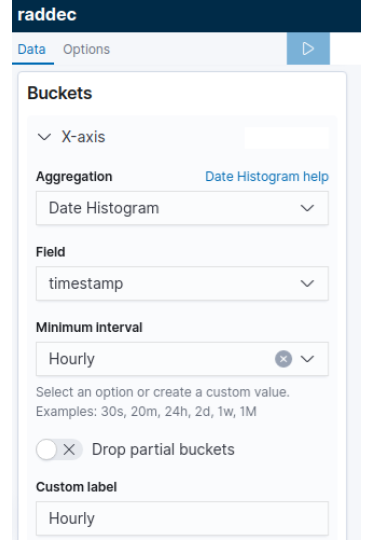 raddec
Data Options
Buckets
X-axis
Aggregation Date Histogram help
Date Histogram
Field
timestamp
Minimum interval
Hourly
Select an option or create a custom value.
Examples: 30s, 20m, 24h, 2d, 1w, 1M
Drop partial buckets
Custom label
Hourly